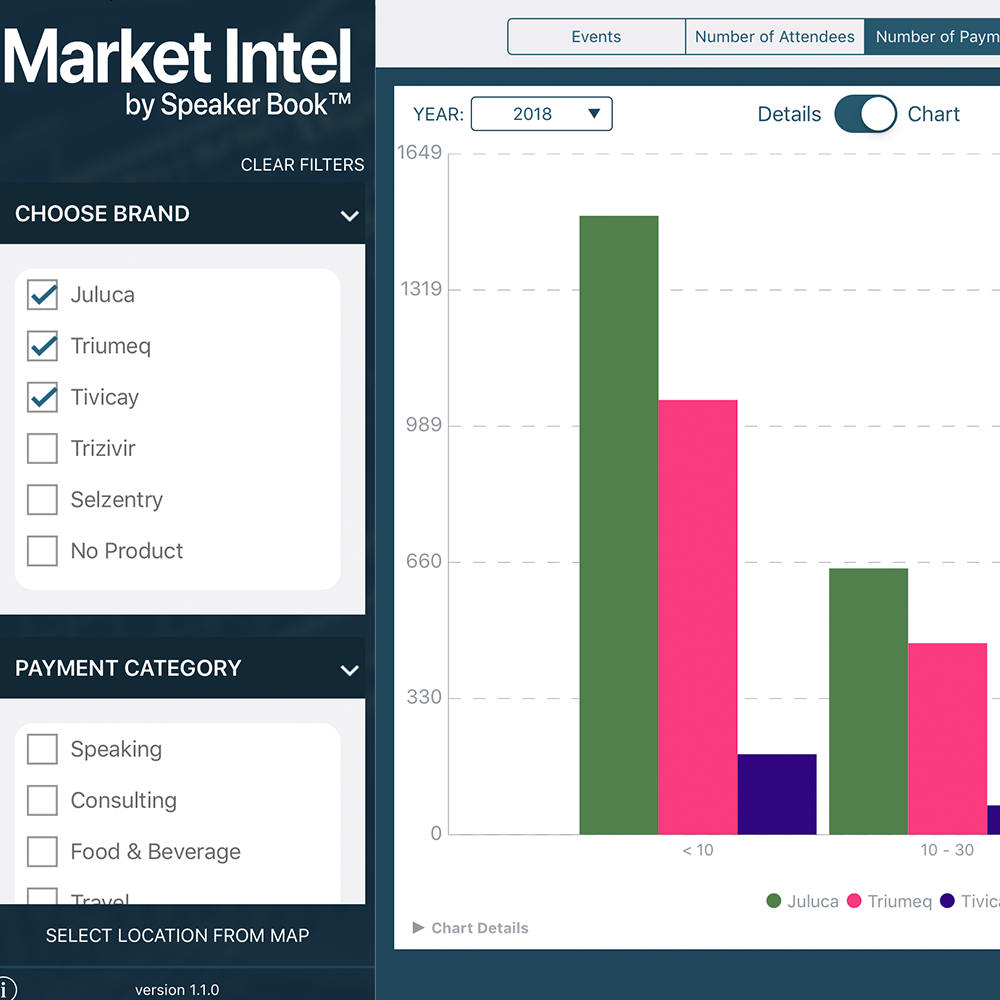 Market Intel
by Speaker Book™
CLEAR FILTERS
CHOOSE BRAND
Juluca
Triumeq
Tivicay
Trizivir
Selzentry
No Product
PAYMENT CATEGORY
Speaking
Consulting
Food & Beverage
Travel
SELECT LOCATION FROM MAP
i
version 1.1.0
Events
Number of Attendees
Number of Paym
YEAR:
2018
Details
Chart
1649
1319
989
660
330
0
< 10
10 - 30
Juluca
Triumeq
Tivica
Chart Details